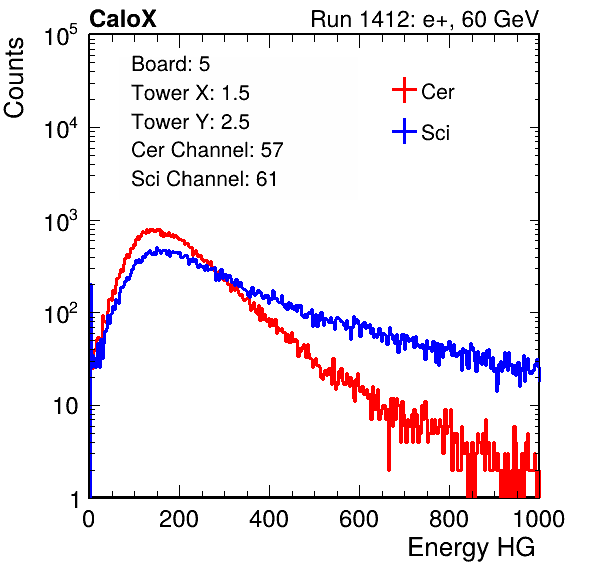 CaloX Run 1412: e+, 60 GeV
Counts
Board: 5
Tower X: 1.5
Tower Y: 2.5
Cer Channel: 57
Sci Channel: 61
Cer
Sci
10^5
10^4
10^3
10^2
10
1
0 200 400 600 800 1000
Energy HG